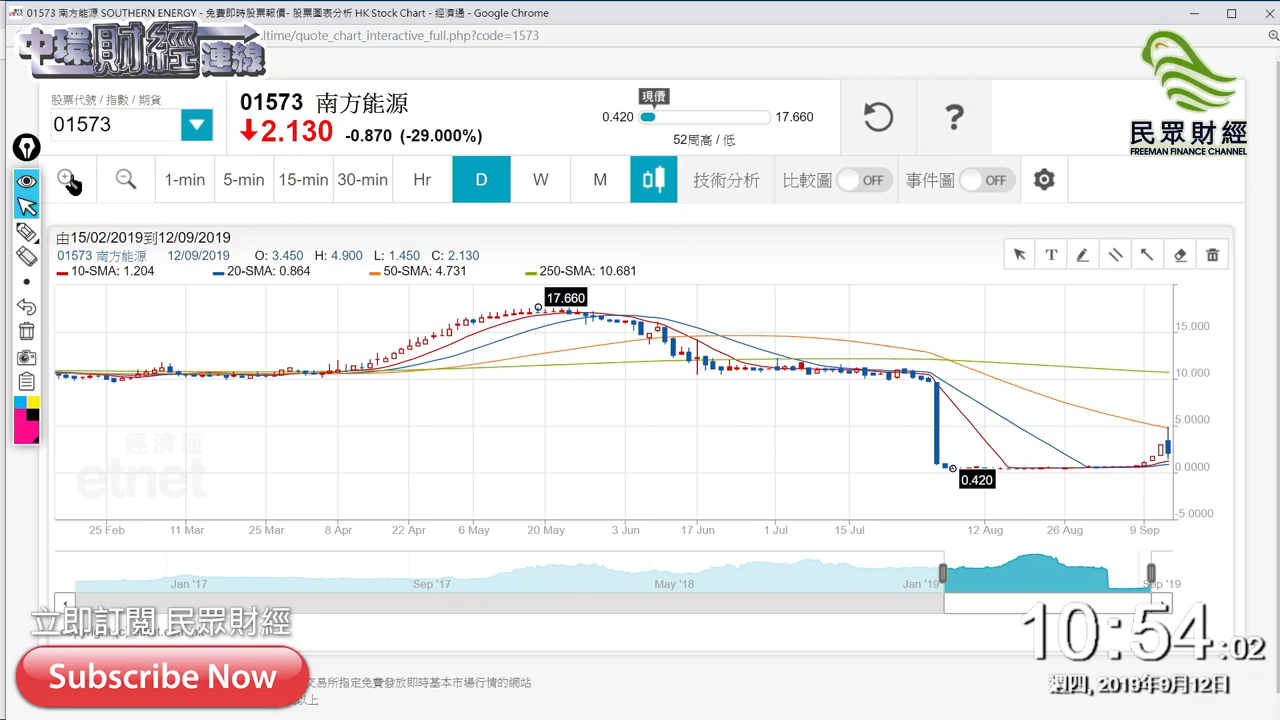 01573 南方能源 SOUTHERN ENERGY - 免費即時股票報價- 股票圖表分析 HK Stock Chart - 經濟通 - Google Chrome
ltime/quote_chart_interactive_full.php?code=1573
中環財經連線
民眾財經
FREEMAN FINANCE CHANNEL
股票代號 / 指數 / 期貨
01573
01573 南方能源
2.130 -0.870 (-29.000%)
現價
0.420 17.660
52周高 / 低
?
1-min 5-min 15-min 30-min Hr D W M 技術分析 比較圖 OFF 事件圖 OFF
由15/02/2019到12/09/2019
01573 南方能源 12/09/2019 O: 3.450 H: 4.900 L: 1.450 C: 2.130
10-SMA: 1.204 20-SMA: 0.864 50-SMA: 4.731 250-SMA: 10.681
T
17.660
15.000
10.000
5.0000
0.0000
-5.0000
0.420
經濟通
etnet
25 Feb 11 Mar 25 Mar 8 Apr 22 Apr 6 May 20 May 3 Jun 17 Jun 1 Jul 15 Jul 12 Aug 26 Aug 9 Sep
Jan '17 Sep '17 May '18 Jan '19 Sep '19
立即訂閱 民眾財經
Subscribe Now
交易所指定免費發放即時基本市場行情的網站
以上
10:54:02
週四, 2019年9月12日